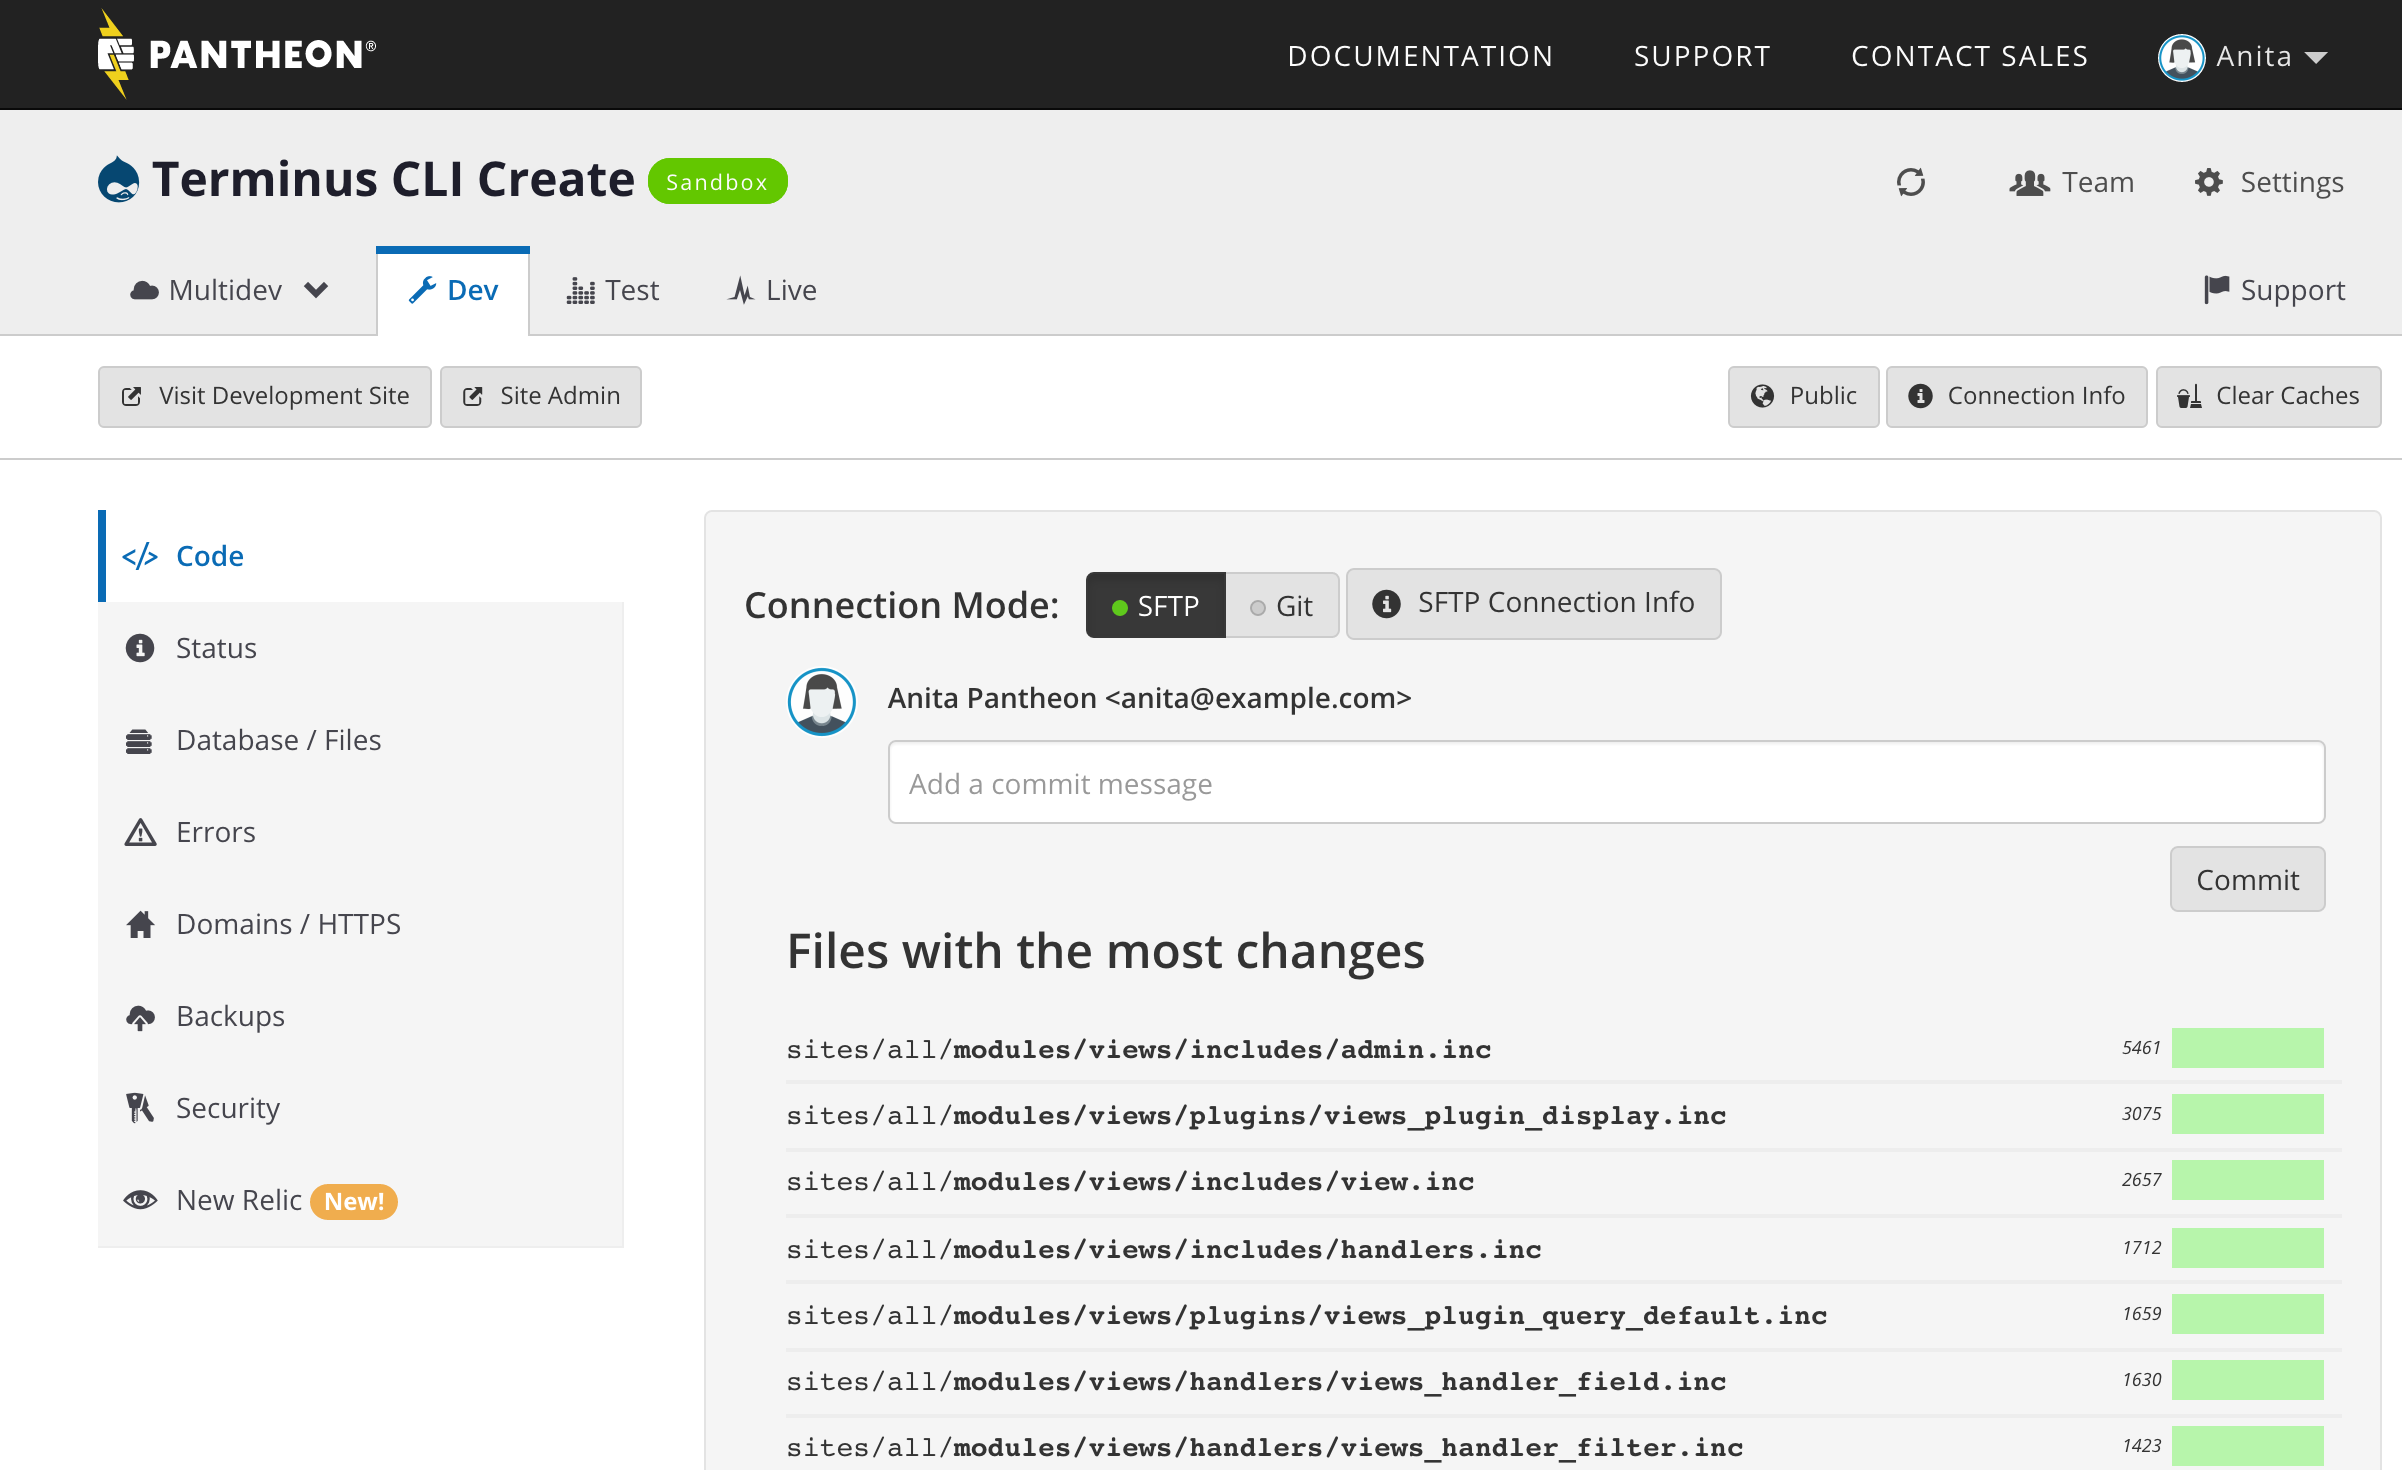 PANTHEON®
DOCUMENTATION SUPPORT CONTACT SALES Anita
Terminus CLI Create Sandbox
Team Settings
Multidev Dev Test Live Support
Visit Development Site Site Admin Public Connection Info Clear Caches
Code
Status
Database / Files
Errors
Domains / HTTPS
Backups
Security
New Relic New!
Connection Mode: SFTP Git SFTP Connection Info
Anita Pantheon <anita@example.com>
Add a commit message
Commit
Files with the most changes
sites/all/modules/views/includes/admin.inc 5461
sites/all/modules/views/plugins/views_plugin_display.inc 3075
sites/all/modules/views/includes/view.inc 2657
sites/all/modules/views/includes/handlers.inc 1712
sites/all/modules/views/plugins/views_plugin_query_default.inc 1659
sites/all/modules/views/handlers/views_handler_field.inc 1630
sites/all/modules/views/handlers/views_handler_filter.inc 1423